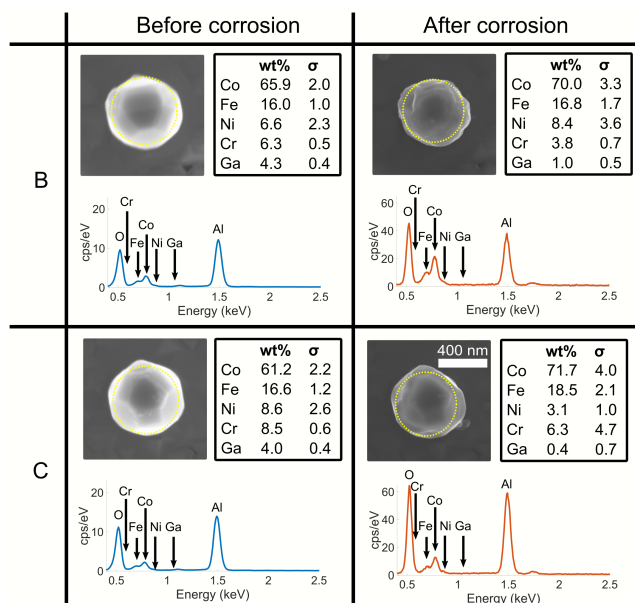 Before corrosion
After corrosion
B
wt% σ
Co 65.9 2.0
Fe 16.0 1.0
Ni 6.6 2.3
Cr 6.3 0.5
Ga 4.3 0.4
20
10
0
cps/eV
O
Cr
Fe
Co
Ni
Ga
Al
0.5 1 1.5 2 2.5
Energy (keV)
wt% σ
Co 70.0 3.3
Fe 16.8 1.7
Ni 8.4 3.6
Cr 3.8 0.7
Ga 1.0 0.5
60
40
20
0
cps/eV
O
Cr
Fe
Co
Ni
Ga
Al
0.5 1 1.5 2 2.5
Energy (keV)
C
wt% σ
Co 61.2 2.2
Fe 16.6 1.2
Ni 8.6 2.6
Cr 8.5 0.6
Ga 4.0 0.4
20
10
0
cps/eV
O
Cr
Fe
Co
Ni
Ga
Al
0.5 1 1.5 2 2.5
Energy (keV)
400 nm
wt% σ
Co 71.7 4.0
Fe 18.5 2.1
Ni 3.1 1.0
Cr 6.3 4.7
Ga 0.4 0.7
60
40
20
0
cps/eV
O
Cr
Fe
Co
Ni
Ga
Al
0.5 1 1.5 2 2.5
Energy (keV)